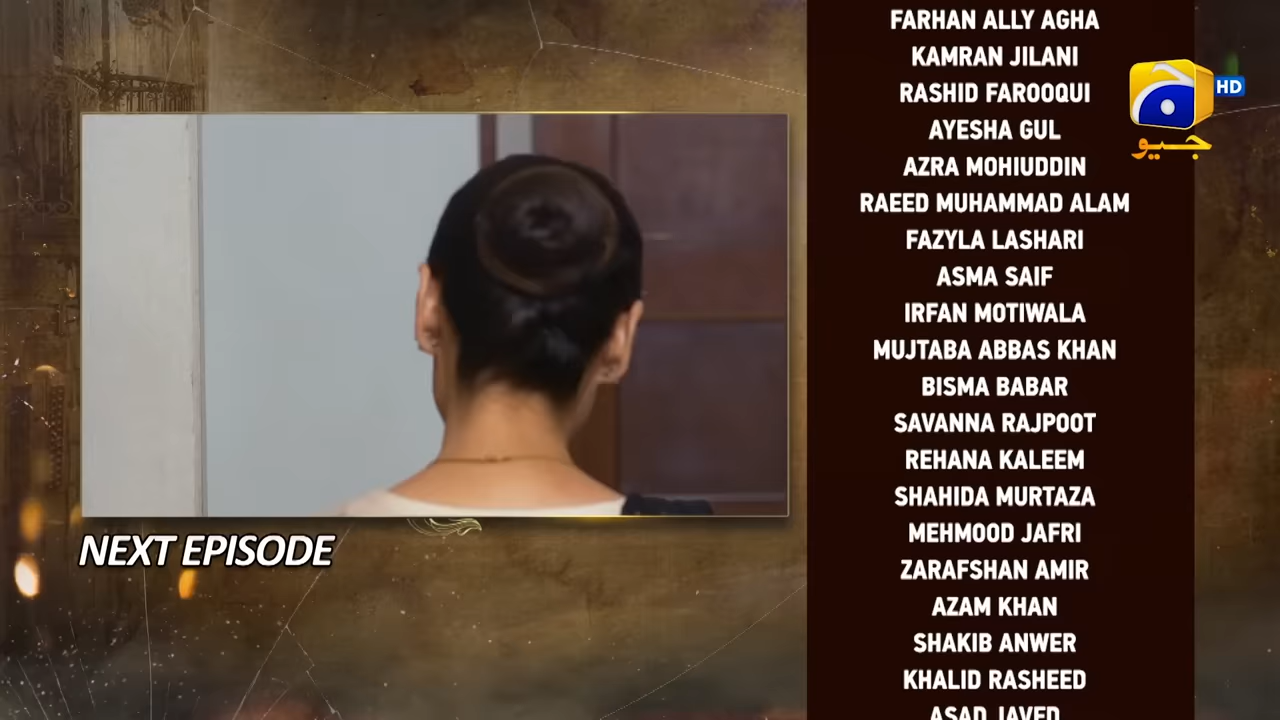 FARHAN ALLY AGHA
KAMRAN JILANI
RASHID FAROOQUI
AYESHA GUL
AZRA MOHIUDDIN
RAEED MUHAMMAD ALAM
FAZYLA LASHARI
ASMA SAIF
IRFAN MOTIWALA
MUJTABA ABBAS KHAN
BISMA BABAR
SAVANNA RAJPOOT
REHANA KALEEM
SHAHIDA MURTAZA
MEHMOOD JAFRI
ZARAFSHAN AMIR
AZAM KHAN
SHAKIB ANWER
KHALID RASHEED
ASAD JAVED
HD
جیو
NEXT EPISODE